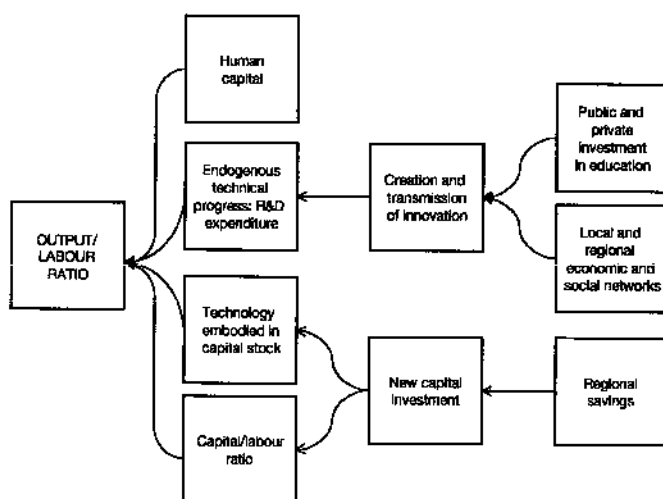 Human
capital
Public and
private
investment
in education
Endogenous
technical
progress: R&D
expenditure
Creation and
transmission
of innovation
OUTPUT/
LABOUR
RATIO
Local and
regional
economic and
social networks
Technology
embodied in
capital stock
New capital
investment
Regional
savings
Capital/labour
ratio